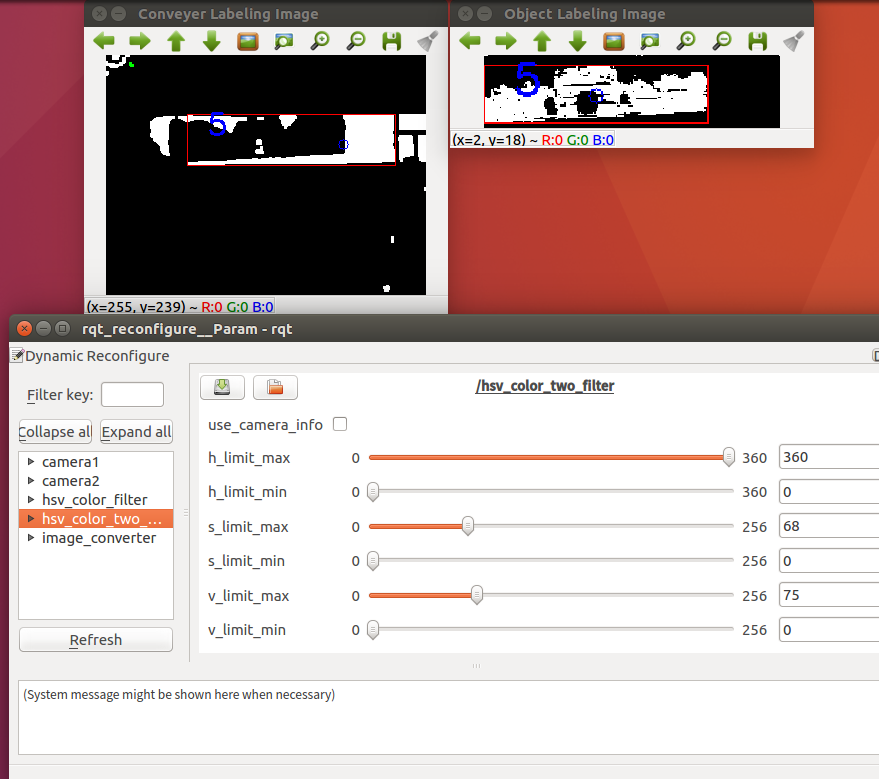 Conveyer Labeling Image
5
(x=255, y=239) ~ R:0 G:0 B:0
Object Labeling Image
5
(x=2, y=18) ~ R:0 G:0 B:0
rqt_reconfigure__Param - rqt
Dynamic Reconfigure
Filter key:
Collapse al
Expand all
camera1
camera2
hsv_color_filter
hsv_color_two_...
image_converter
Refresh
/hsv_color_two_filter
use_camera_info
h_limit_max 0 360 360
h_limit_min 0 360 0
s_limit_max 0 256 68
s_limit_min 0 256 0
v_limit_max 0 256 75
v_limit_min 0 256 0
(System message might be shown here when necessary)